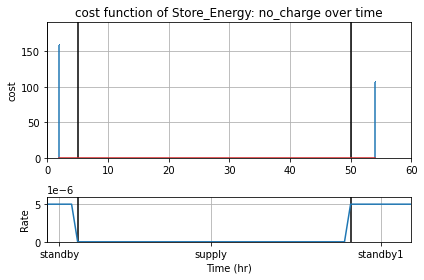 cost function of Store_Energy: no_charge over time
cost
150
100
50
0
0 10 20 30 40 50 60
1e−6
Rate
5
0
standby supply standby1
Time (hr)